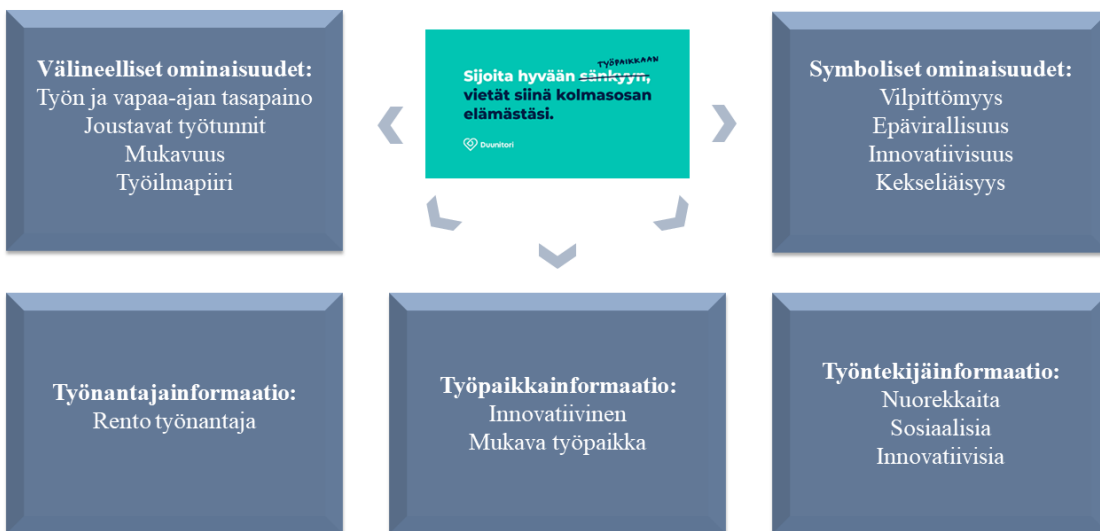 Välineelliset ominaisuudet:
Työn ja vapaa-ajan tasapaino
Joustavat työtunnit
Mukavuus
Työilmapiiri
TYÖPAIKKAAN
Sijoita hyvään sänkyyn,
vietät siinä kolmasosan
elämästäsi.
Duunitori
Symboliset ominaisuudet:
Vilpittömyys
Epävirallisuus
Innovatiivisuus
Kekseliäisyys
Työnantajainformaatio:
Rento työnantaja
Työpaikkainformaatio:
Innovatiivinen
Mukava työpaikka
Työntekijäinformaatio:
Nuorekkaita
Sosiaalisia
Innovatiivisia